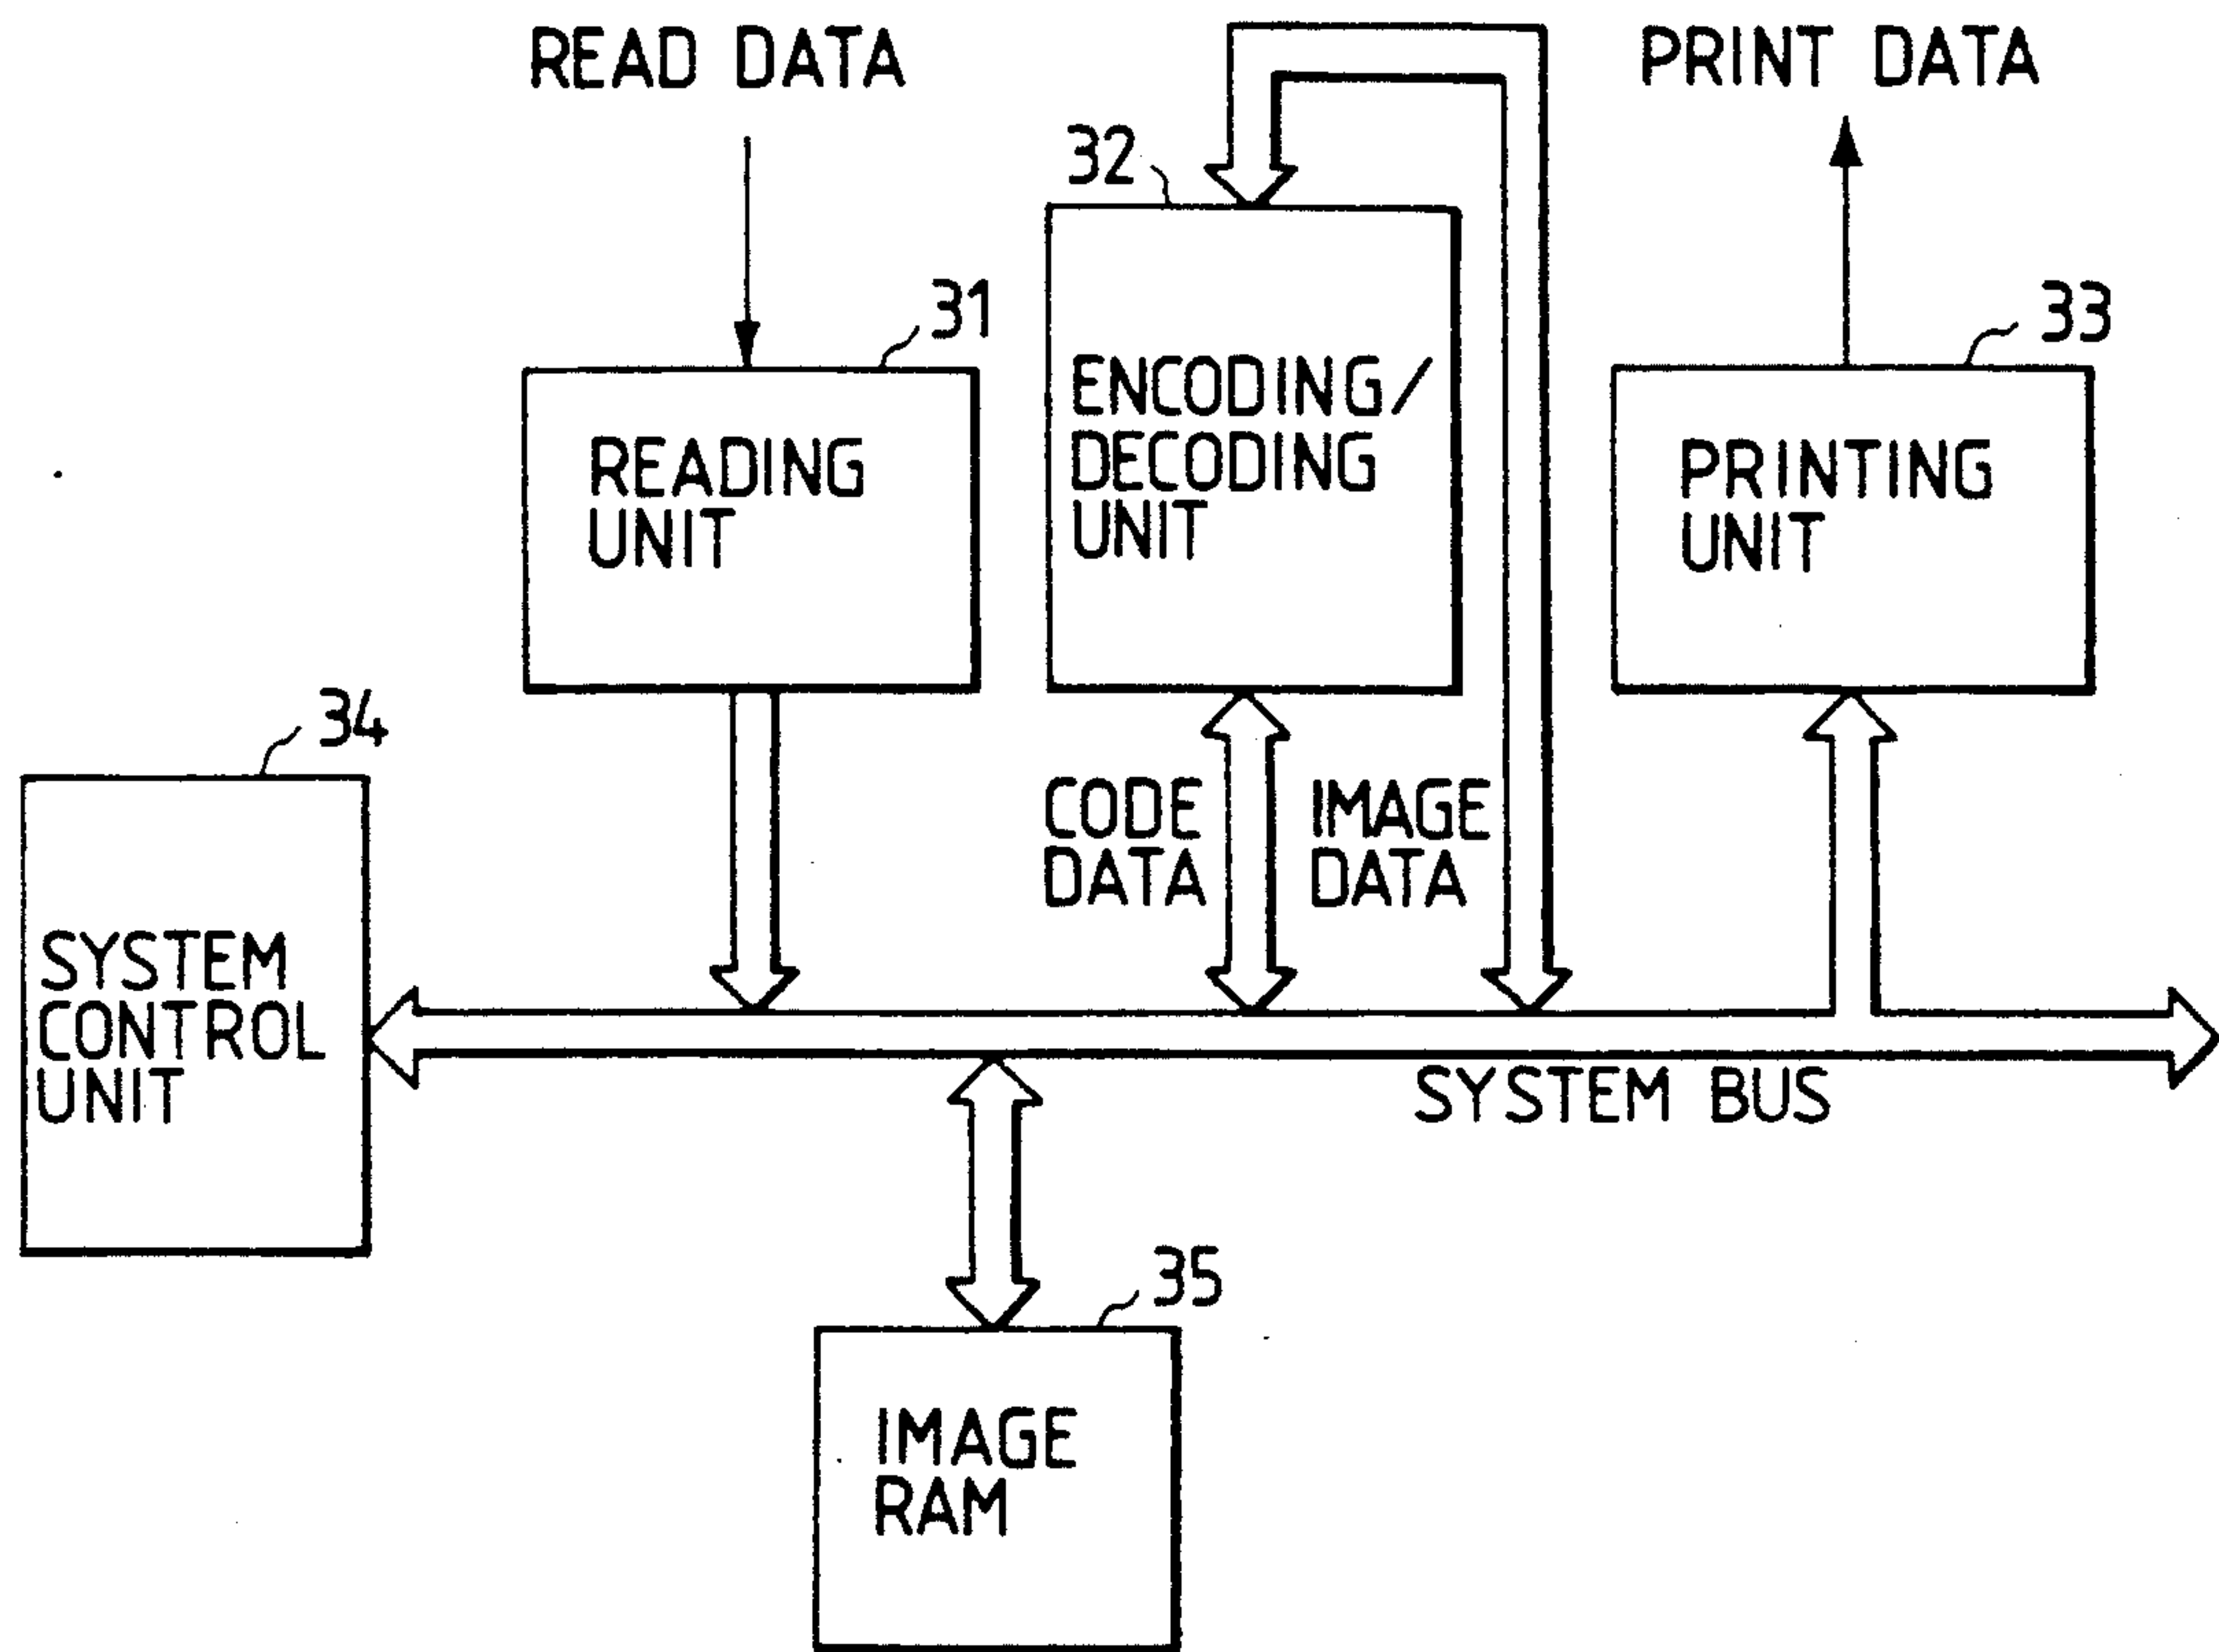 READ DATA
PRINT DATA
32
31
33
READING
UNIT
ENCODING/
DECODING
UNIT
PRINTING
UNIT
34
CODE
DATA
IMAGE
DATA
SYSTEM
CONTROL
UNIT
SYSTEM BUS
35
IMAGE
RAM